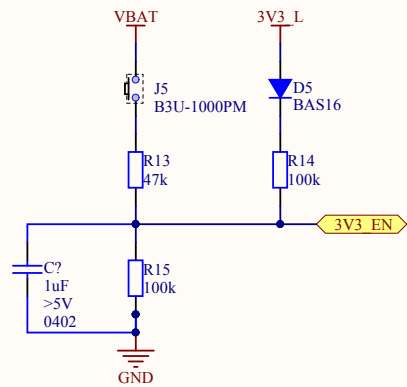 VBAT
3V3_L
J5
B3U-1000PM
D5
BAS16
R13
47k
R14
100k
3V3_EN
C?
1uF
>5V
0402
R15
100k
GND